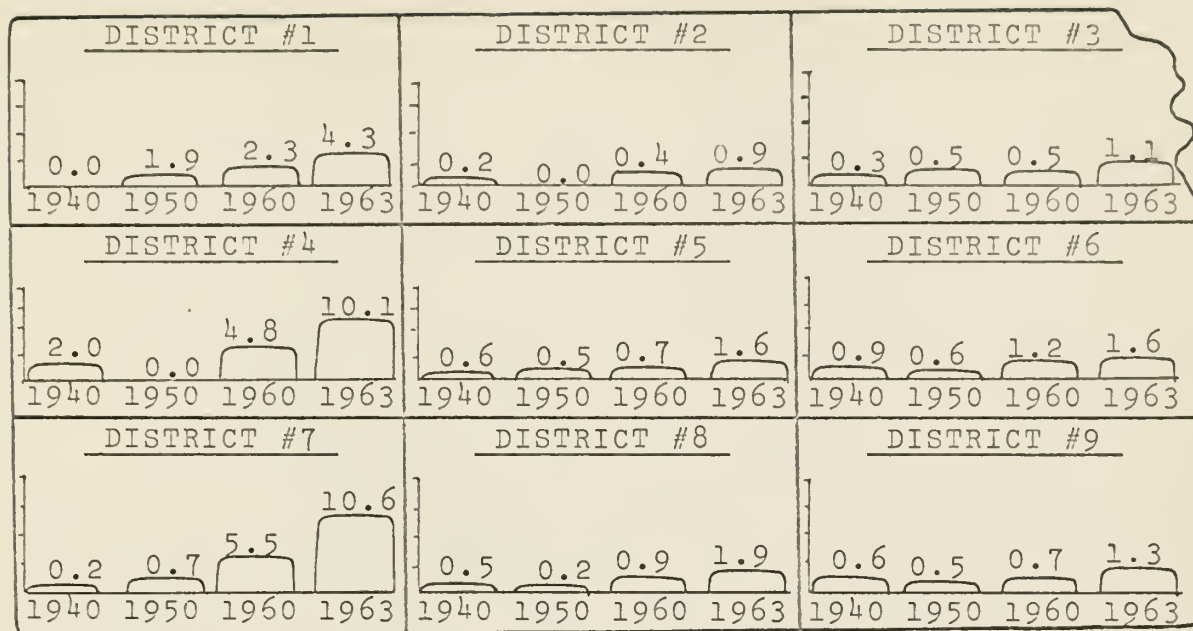 DISTRICT #1
0.0 1.9 2.3 4.3
1940 1950 1960 1963
DISTRICT #2
0.2 0.0 0.4 0.9
1940 1950 1960 1963
DISTRICT #3
0.3 0.5 0.5 1.1
1940 1950 1960 1963
DISTRICT #4
2.0 0.0 4.8 10.1
1940 1950 1960 1963
DISTRICT #5
0.6 0.5 0.7 1.6
1940 1950 1960 1963
DISTRICT #6
0.9 0.6 1.2 1.6
1940 1950 1960 1963
DISTRICT #7
0.2 0.7 5.5 10.6
1940 1950 1960 1963
DISTRICT #8
0.5 0.2 0.9 1.9
1940 1950 1960 1963
DISTRICT #9
0.6 0.5 0.7 1.3
1940 1950 1960 1963